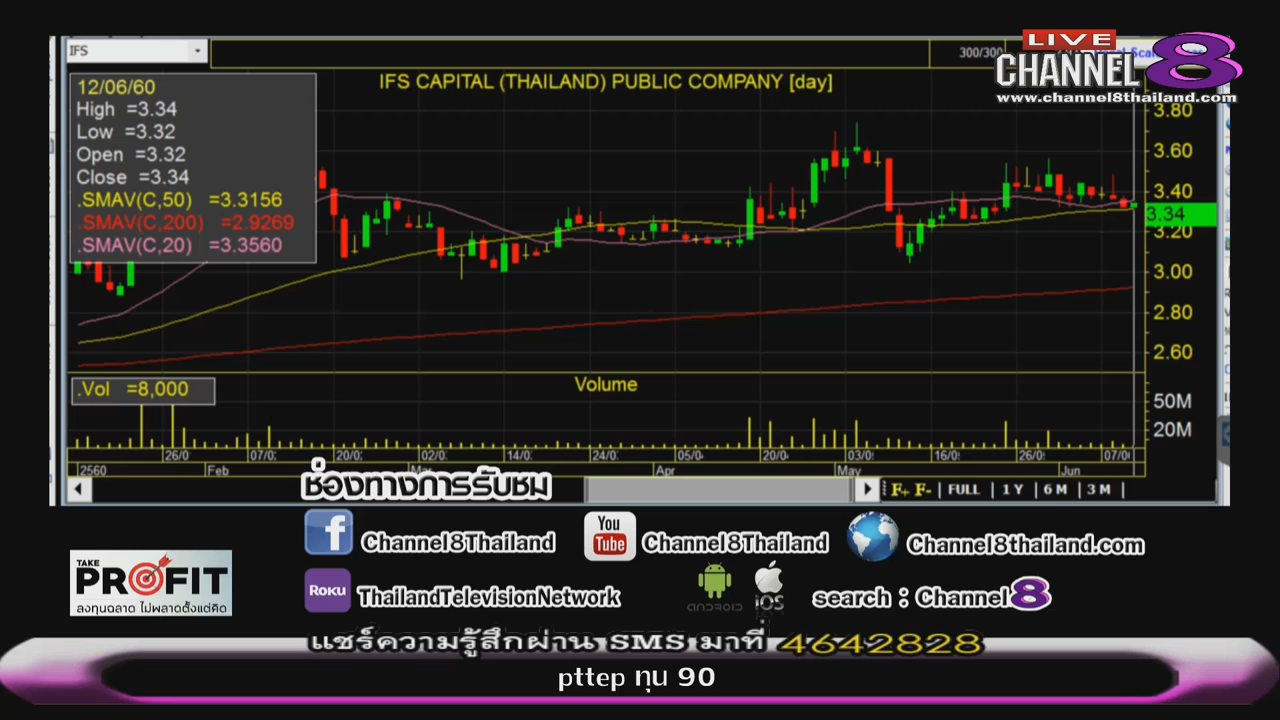 IFS
300/300
LIVE
CHANNEL 8
www.channel8thailand.com
IFS CAPITAL (THAILAND) PUBLIC COMPANY [day]
12/06/60
High =3.34
Low =3.32
Open =3.32
Close =3.34
.SMAV(C,50) =3.3156
.SMAV(C,200) =2.9269
.SMAV(C,20) =3.3560
3.80
3.60
3.40
3.34
3.20
3.00
2.80
2.60
.Vol =8,000
Volume
50M
20M
26/0 07/0 20/0 02/0 14/0 24/0 05/0 20/0 03/0 16/0 26/0 07/0
2560 Feb Mar Apr May Jun
F+ F- FULL 1 Y 6 M 3 M
ช่องทางการรับชม
Channel8Thailand
You Tube
Channel8Thailand
Channel8thailand.com
TAKE PROFIT
ลงทุนฉลาด ไม่พลาดตั้งแต่คิด
ROKU
ThailandTelevisionNetwork
ANDROID
iOS
search : Channel8
แชร์ความรู้สึกผ่าน SMS มาที่ 4642828
pttep ทุน 90